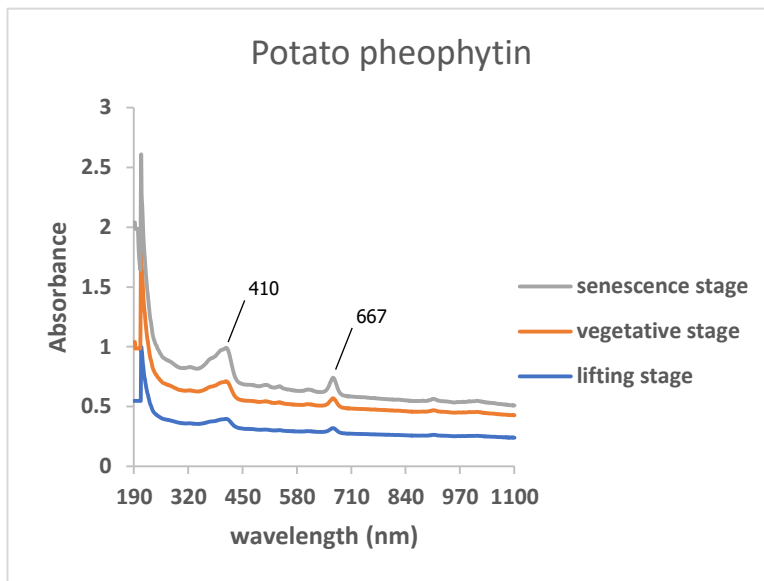 Potato pheophytin
3
2.5
2
1.5
1
0.5
0
Absorbance
410
667
senescence stage
vegetative stage
lifting stage
190 320 450 580 710 840 970 1100
wavelength (nm)